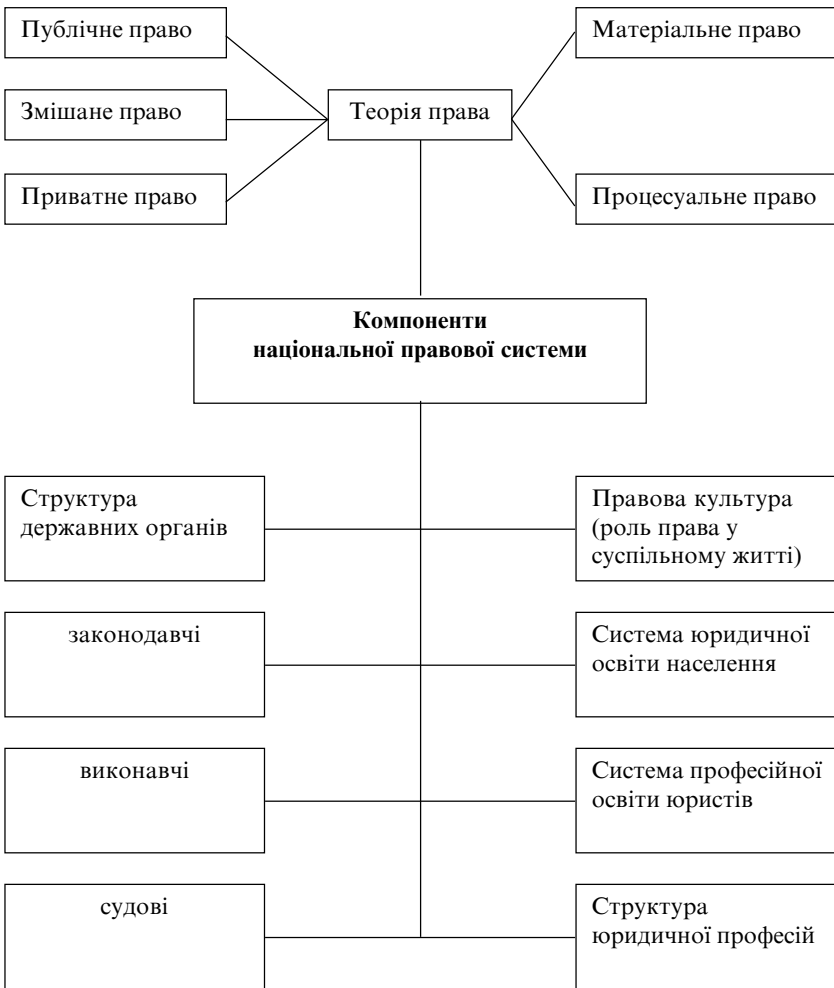 Публічне право
Матеріальне право
Змішане право
Теорія права
Приватне право
Процесуальне право
Компоненти
національної правової системи
Структура
державних органів
Правова культура
(роль права у
суспільному житті)
законодавчі
Система юридичної
освіти населення
виконавчі
Система професійної
освіти юристів
судові
Структура
юридичної професій